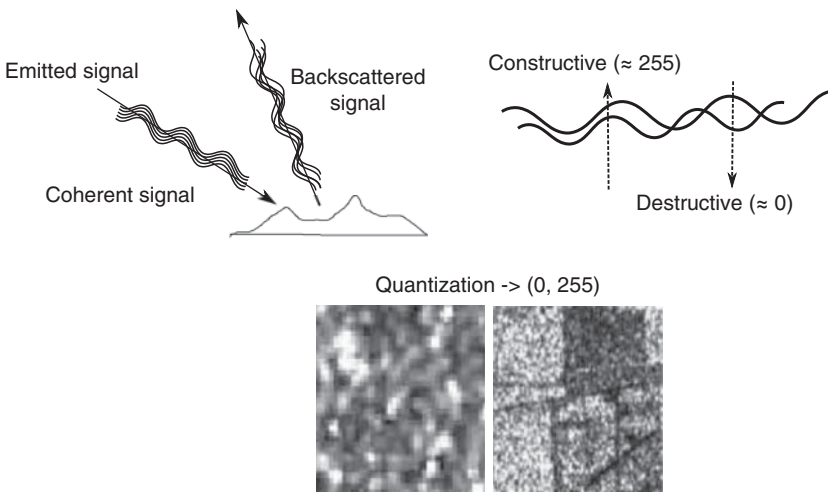 Emitted signal
Backscattered
signal
Coherent signal
Constructive (≈ 255)
Destructive (≈ 0)
Quantization -> (0, 255)